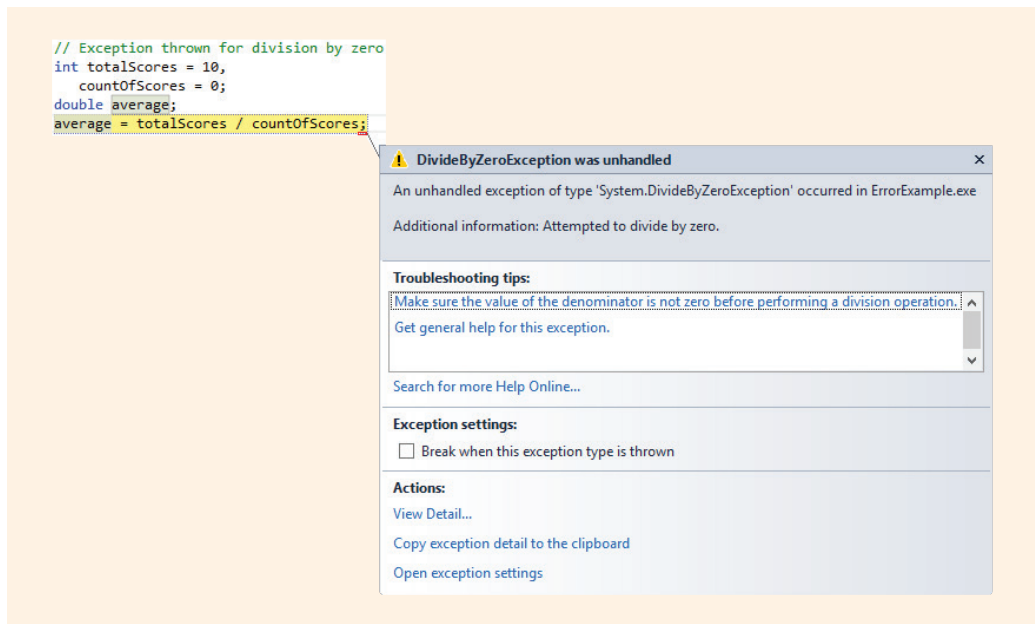 // Exception thrown for division by zero
int totalScores = 10,
countOfScores = 0;
double average;
average = totalScores / countOfScores;
DivideByZeroException was unhandled
An unhandled exception of type 'System.DivideByZeroException' occurred in ErrorExample.exe
Additional information: Attempted to divide by zero.
Troubleshooting tips:
Make sure the value of the denominator is not zero before performing a division operation.
Get general help for this exception.
Search for more Help Online...
Exception settings:
Break when this exception type is thrown
Actions:
View Detail...
Copy exception detail to the clipboard
Open exception settings